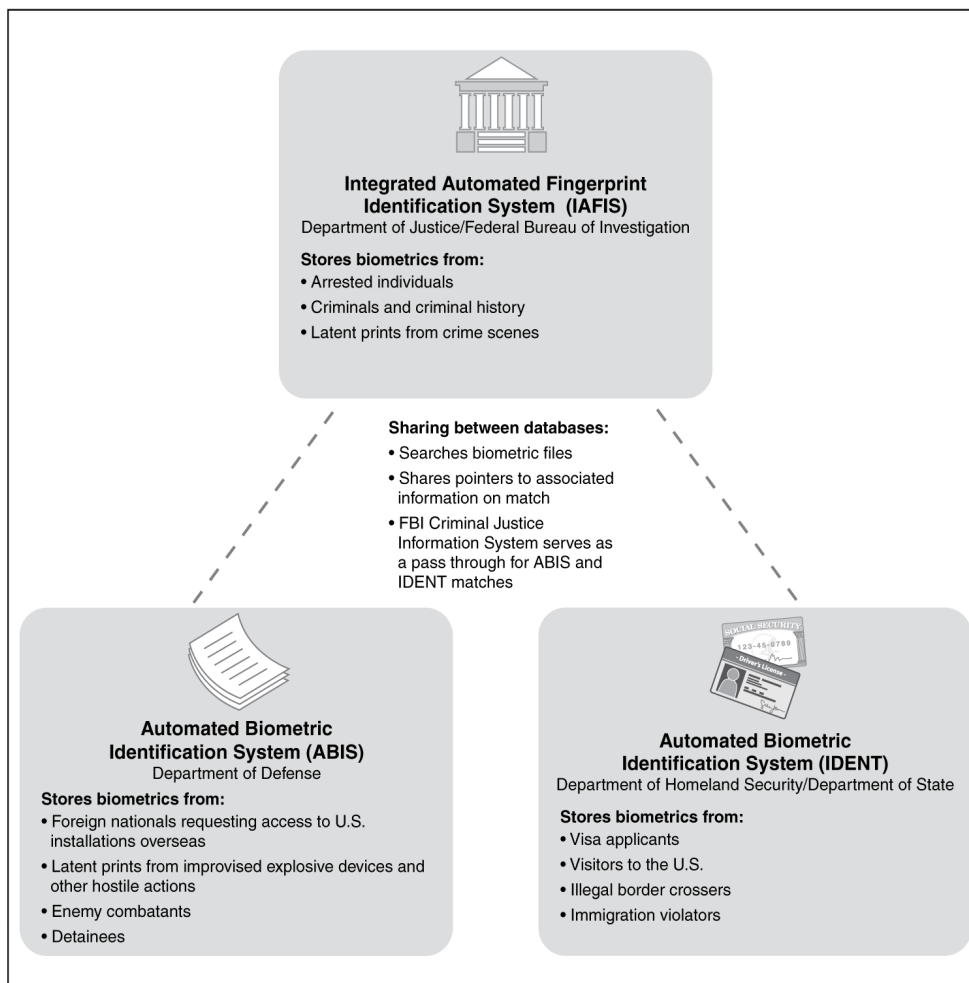 Integrated Automated Fingerprint
Identification System (IAFIS)
Department of Justice/Federal Bureau of Investigation
Stores biometrics from:
• Arrested individuals
• Criminals and criminal history
• Latent prints from crime scenes
Sharing between databases:
• Searches biometric files
• Shares pointers to associated
information on match
• FBI Criminal Justice
Information System serves as
a pass through for ABIS and
IDENT matches
Automated Biometric
Identification System (ABIS)
Department of Defense
Stores biometrics from:
• Foreign nationals requesting access to U.S.
installations overseas
• Latent prints from improvised explosive devices and
other hostile actions
• Enemy combatants
• Detainees
SOCIAL SECURITY
123-45-6789
- Driver's License -
Automated Biometric
Identification System (IDENT)
Department of Homeland Security/Department of State
Stores biometrics from:
• Visa applicants
• Visitors to the U.S.
• Illegal border crossers
• Immigration violators